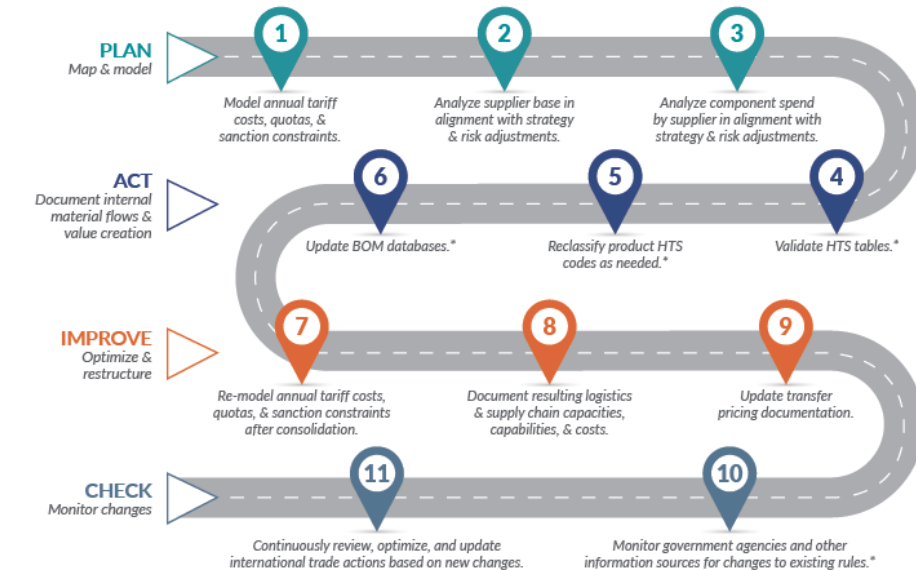 PLAN
Map & model
1
2
3
Model annual tariff
costs, quotas, &
sanction constraints.
Analyze supplier base in
alignment with strategy
& risk adjustments.
Analyze component spend
by supplier in alignment with
strategy & risk adjustments.
ACT
Document internal
material flows &
value creation
6
5
4
Update BOM databases.*
Reclassify product HTS
codes as needed.*
Validate HTS tables.*
IMPROVE
Optimize &
restructure
7
8
9
Re-model annual tariff costs,
quotas, & sanction constraints
after consolidation.
Document resulting logistics
& supply chain capacities,
capabilities, & costs.
Update transfer
pricing documentation.
CHECK
Monitor changes
11
10
Continuously review, optimize, and update
international trade actions based on new changes.
Monitor government agencies and other
information sources for changes to existing rules.*